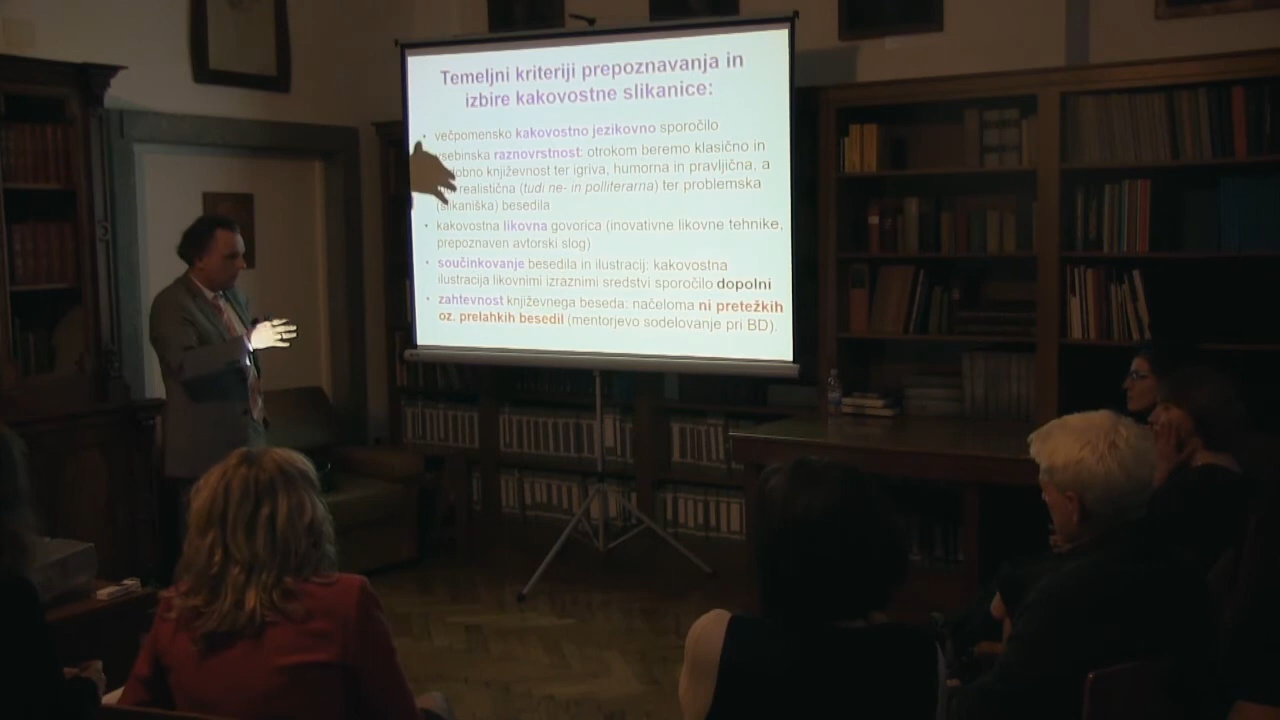 Temeljni kriteriji prepoznavanja in
izbire kakovostne slikanice:
• večpomensko kakovostno jezikovno sporočilo
vsebinska raznovrstnost: otrokom beremo klasično in
književnost ter igriva, humorna in pravljična, a
realistična (tudi ne- in polliterarna) ter problemska
(slikaniška) besedila
• kakovostna likovna govorica (inovativne likovne tehnike,
prepoznaven avtorski slog)
• součinkovanje besedila in ilustracij: kakovostna
ilustracija likovnimi izraznimi sredstvi sporočilo dopolni
• zahtevnost književnega beseda: načeloma ni pretežkih
oz. prelahkih besedil (mentorjevo sodelovanje pri BD).